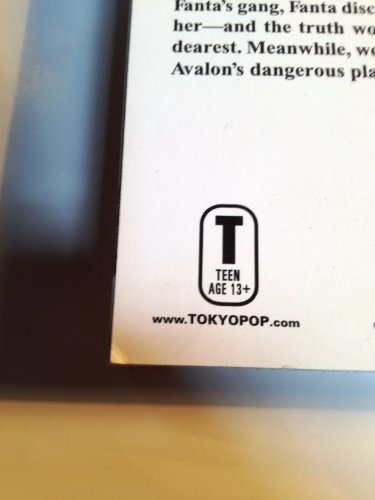 Fanta's gang, Fanta disc
her—and the truth wo
dearest. Meanwhile, we
Avalon's dangerous pla
T
TEEN
AGE 13+
www.TOKYOPOP.com